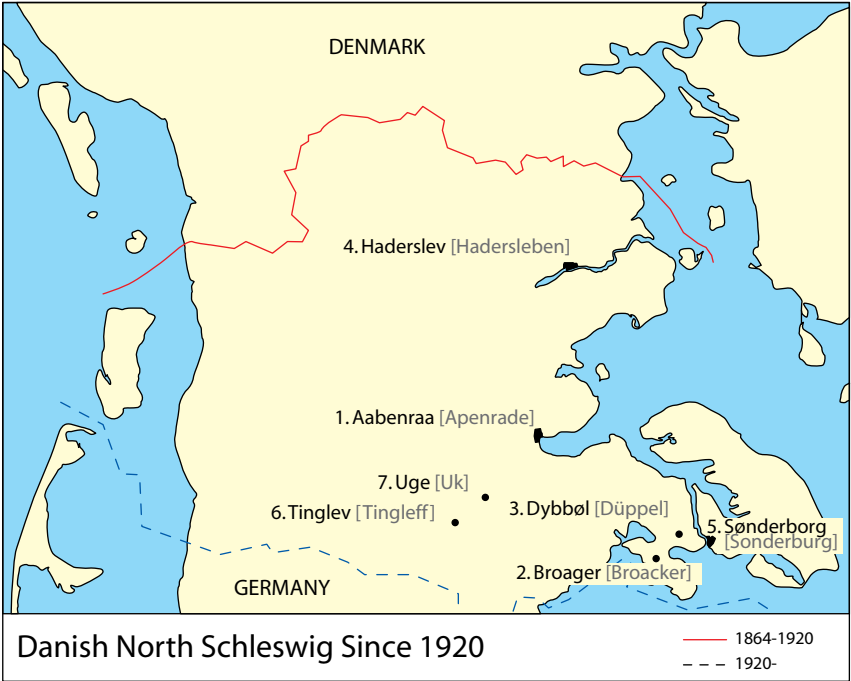 DENMARK
4. Haderslev [Hadersleben]
1. Aabenraa [Apenrade]
7. Uge [Uk]
6. Tinglev [Tingleff]
3. Dybbøl [Düppel]
5. Sønderborg
[Sonderburg]
2. Broager [Broacker]
GERMANY
Danish North Schleswig Since 1920
1864-1920
1920-